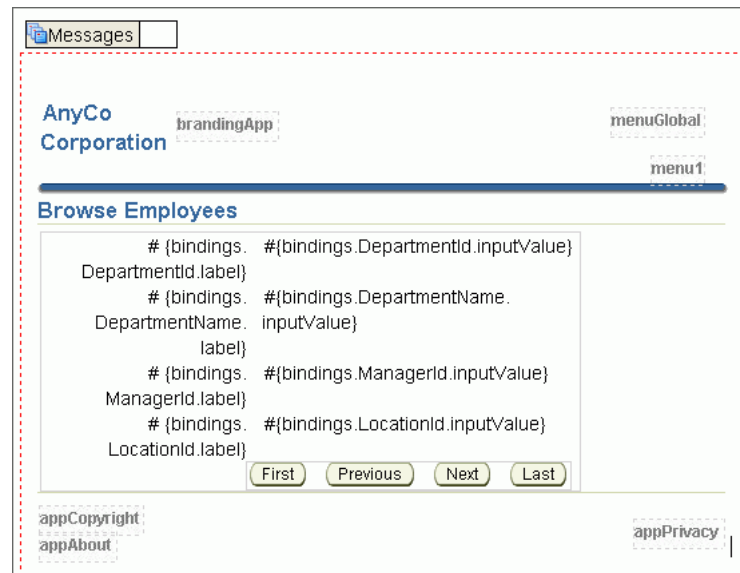 Messages
AnyCo
Corporation
brandingApp
menuGlobal
menu1
Browse Employees
# {bindings. #{bindings.DepartmentId.inputValue}
DepartmentId.label}
# {bindings. #{bindings.DepartmentName.
DepartmentName. inputValue}
label}
# {bindings. #{bindings.ManagerId.inputValue}
ManagerId.label}
# {bindings. #{bindings.LocationId.inputValue}
LocationId.label}
First Previous Next Last
appCopyright
appAbout
appPrivacy